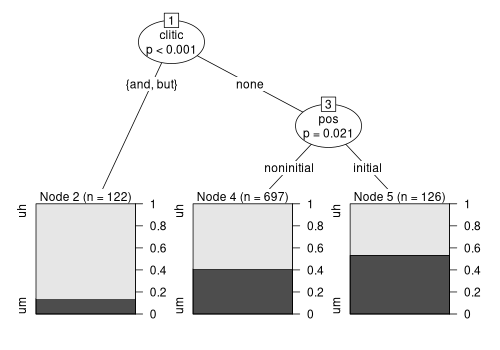 1
clitic
p < 0.001
{and, but}
none
3
pos
p = 0.021
noninitial
initial
Node 2 (n = 122)
uh
um
1
0.8
0.6
0.4
0.2
0
Node 4 (n = 697)
uh
um
1
0.8
0.6
0.4
0.2
0
Node 5 (n = 126)
uh
um
1
0.8
0.6
0.4
0.2
0